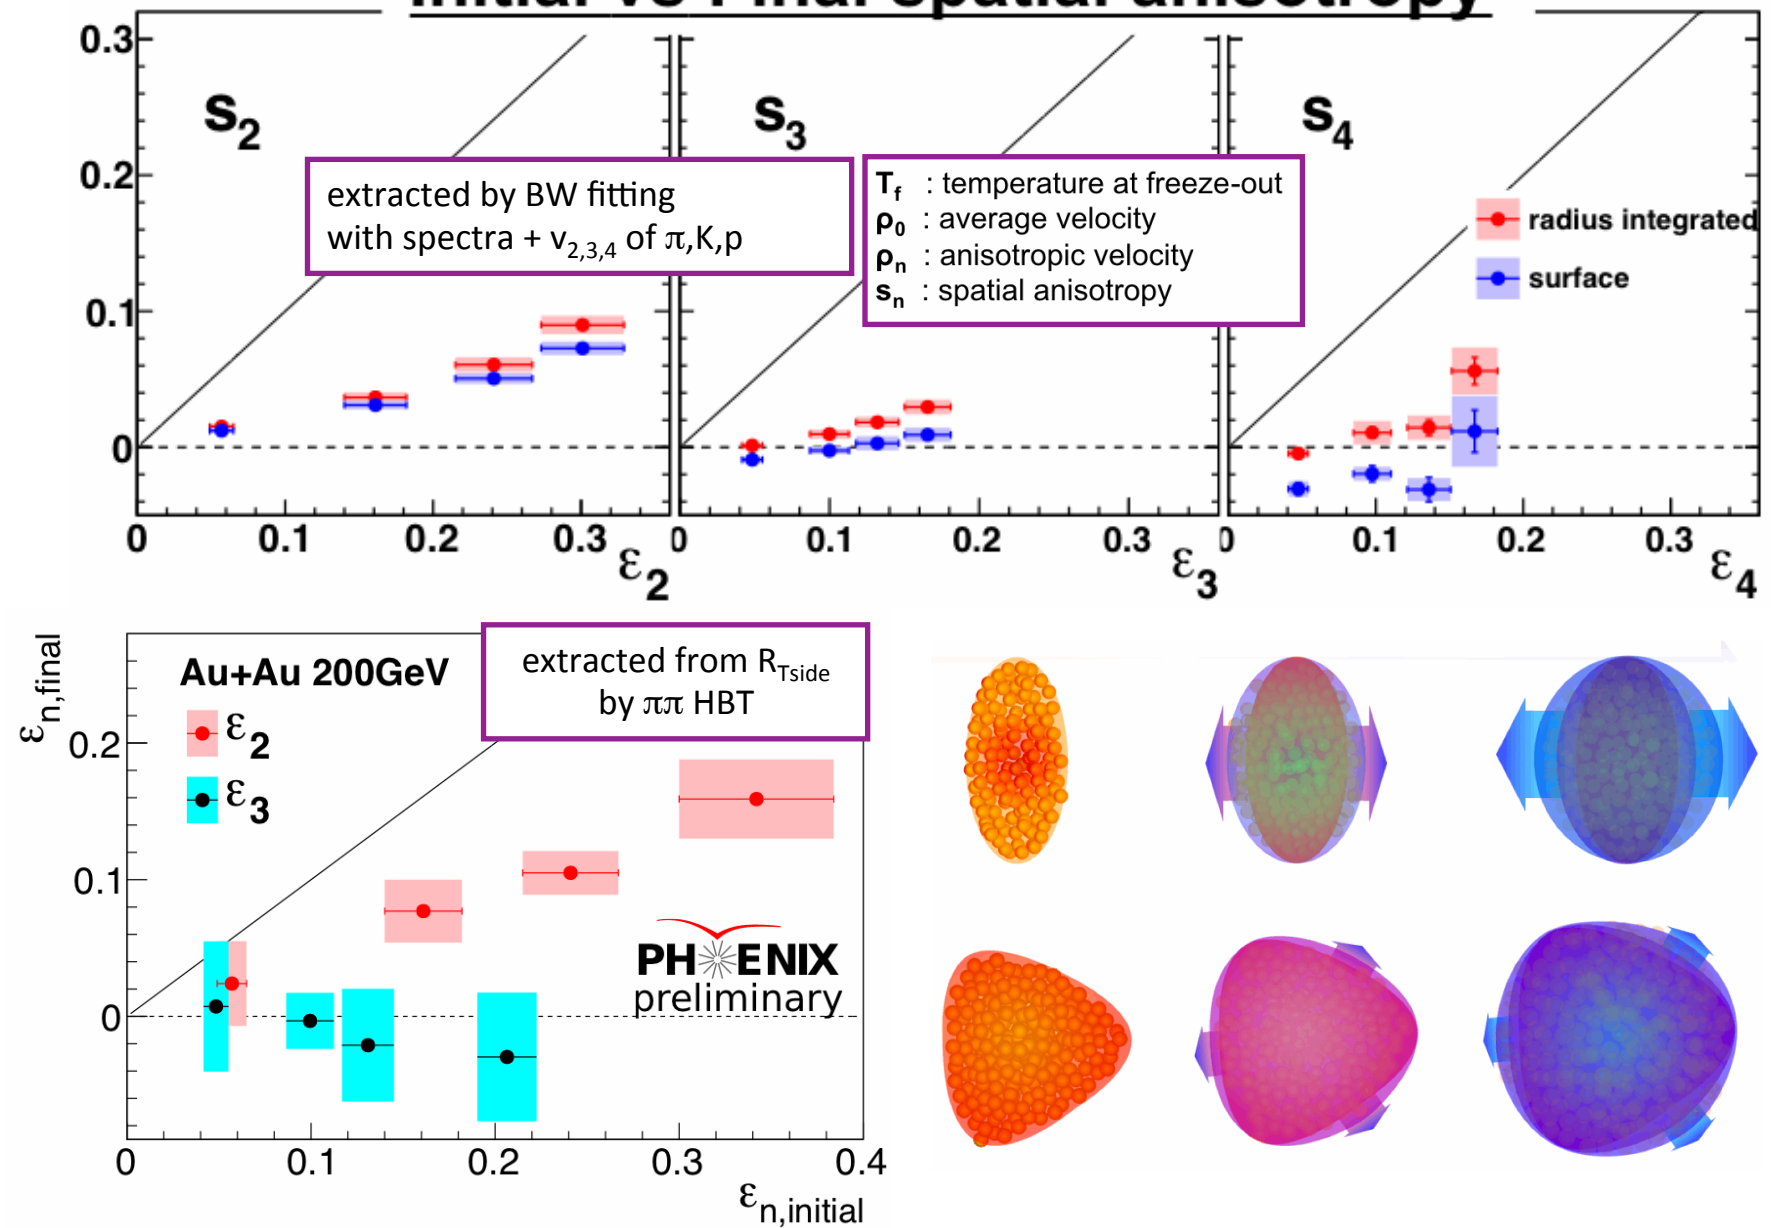 Initial vs Final spatial anisotropy
0.3
0.2
0.1
0
s2
s3
s4
extracted by BW fitting
with spectra + v2,3,4 of π,K,p
Tf : temperature at freeze-out
ρ0 : average velocity
ρn : anisotropic velocity
sn : spatial anisotropy
radius integrated
surface
0 0.1 0.2 0.3 0 0.1 0.2 0.3 0 0.1 0.2 0.3
ε2 ε3 ε4
εn,final
Au+Au 200GeV
ε2
ε3
extracted from RTside
by ππ HBT
0.2
0.1
0
PHENIX
preliminary
0 0.1 0.2 0.3 0.4
εn,initial